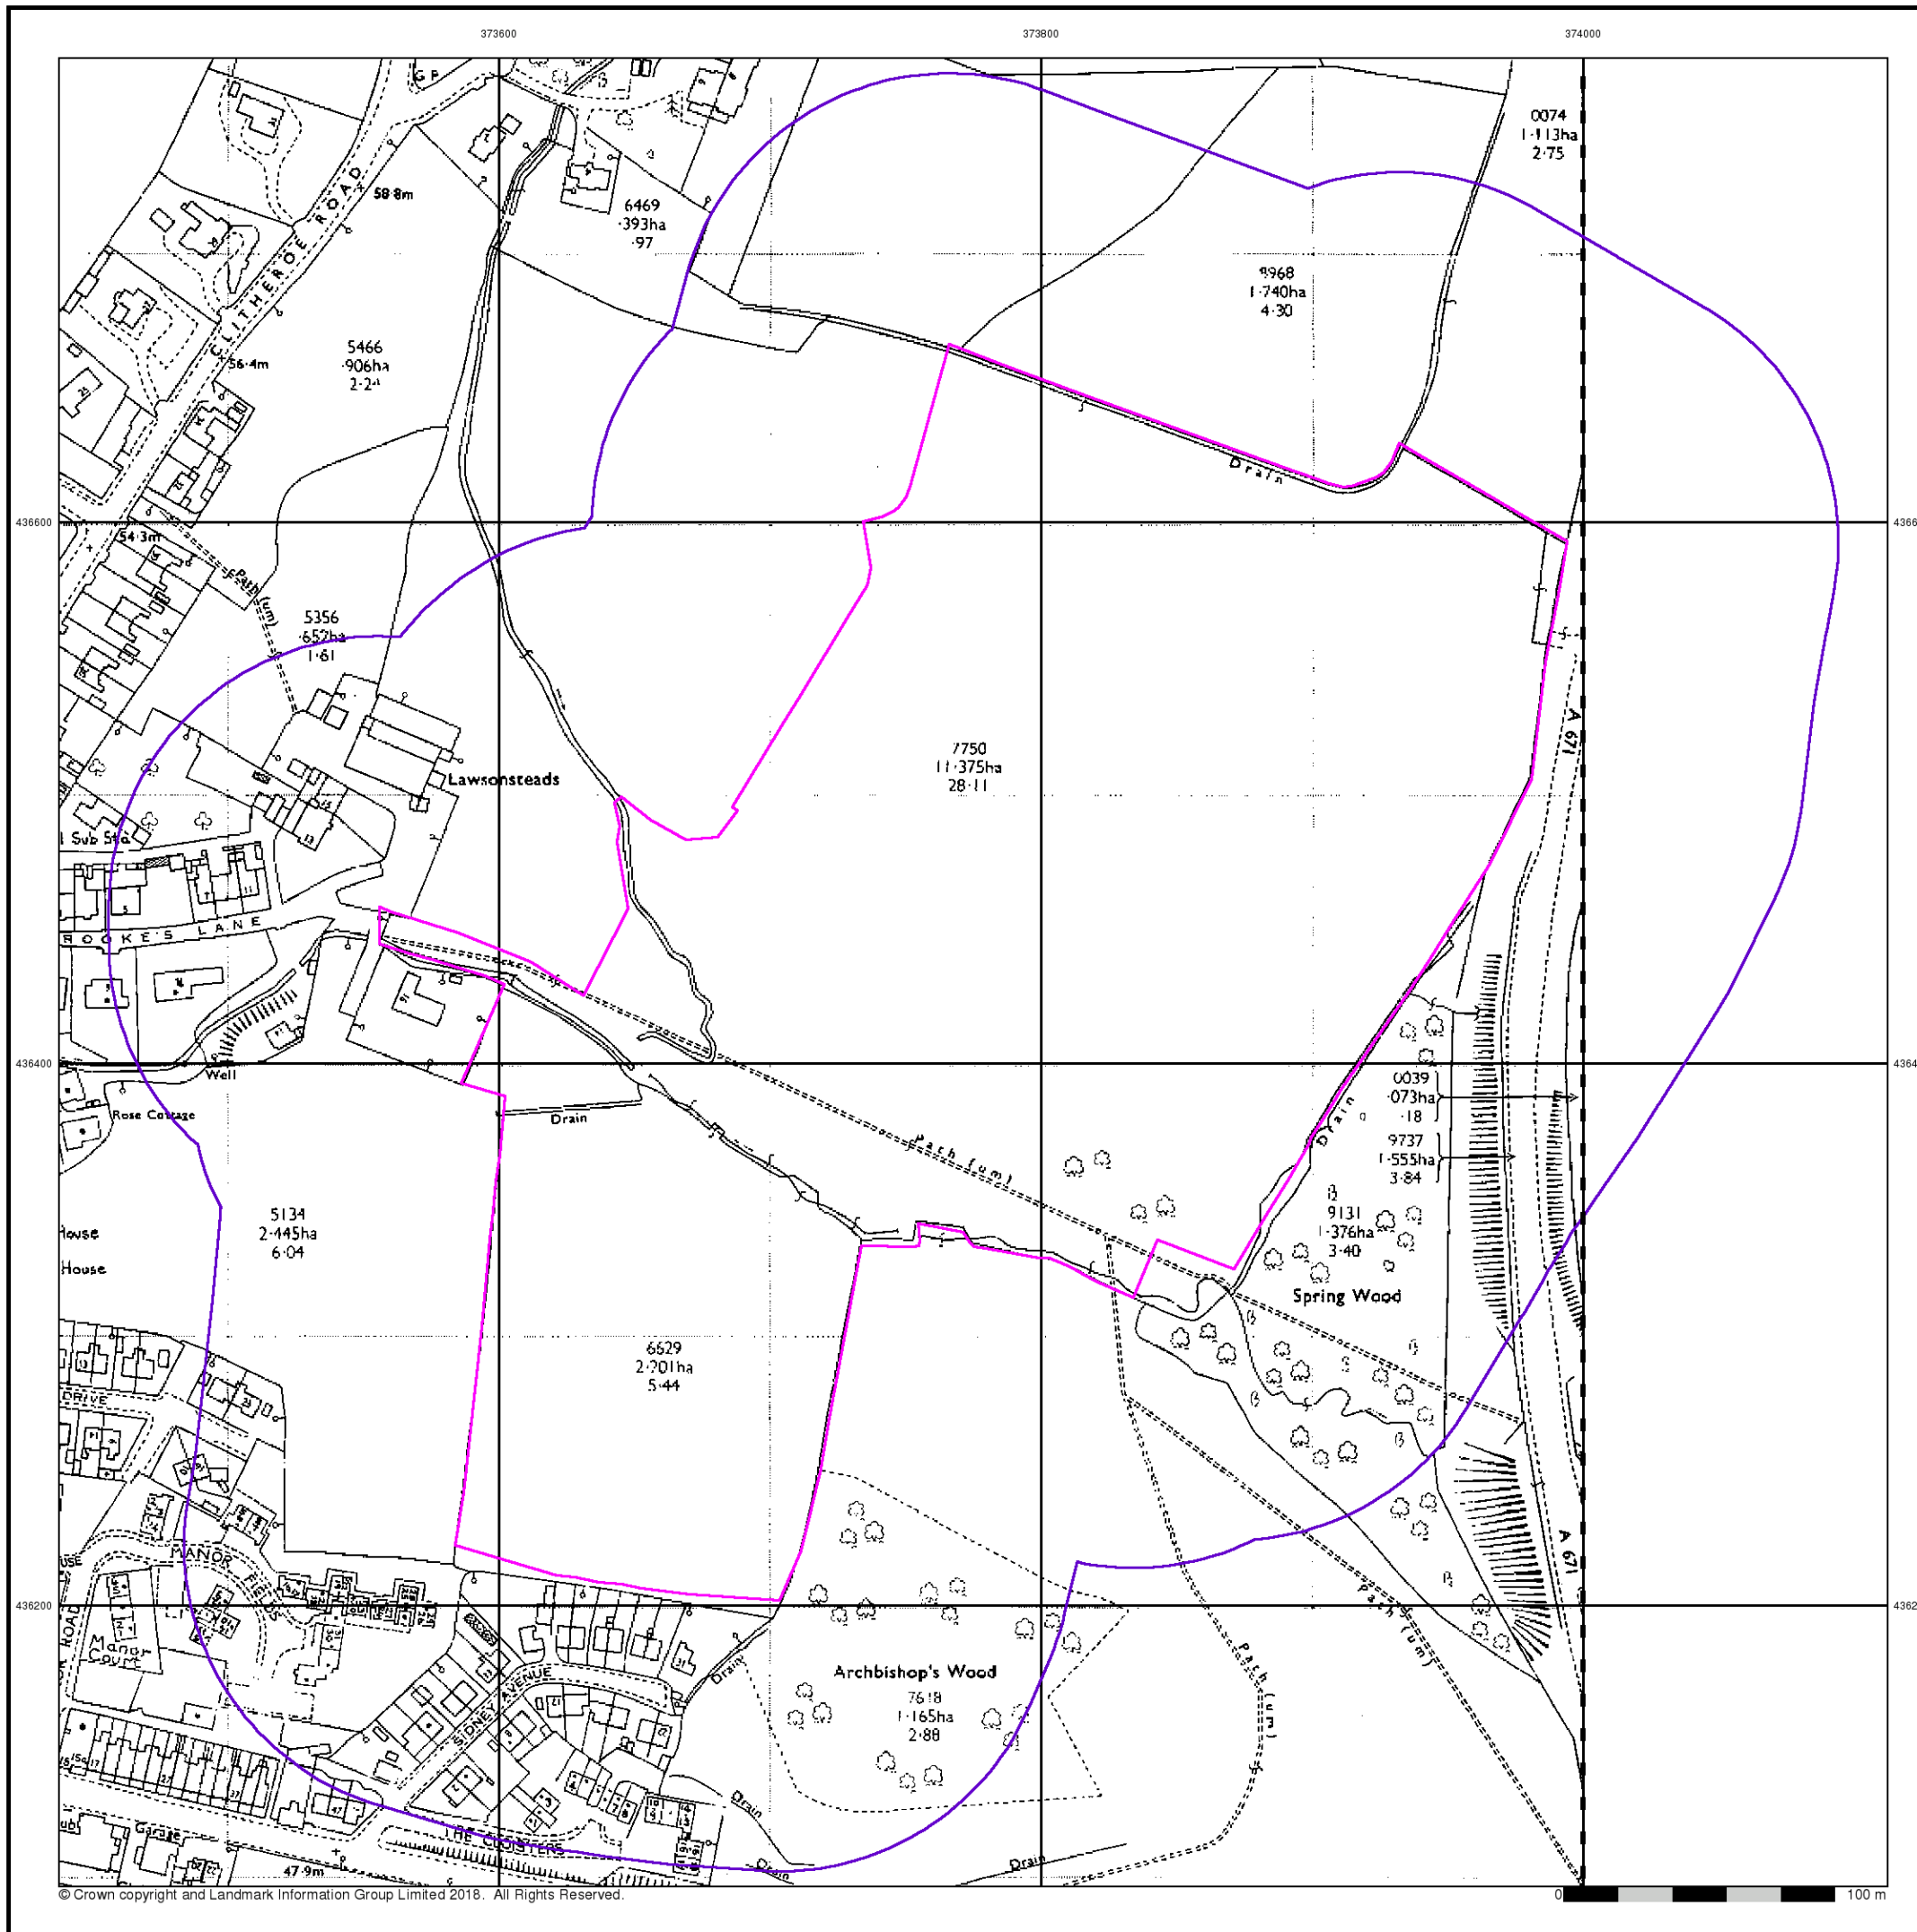 373600
373800
374000
G P
0074
1·113ha
2·75
CLITHEROE ROAD
58·8m
6469
·393ha
·97
8968
1·740ha
4·30
5466
·906ha
56·4m
Drain
436600
4366
54·3m
Path (um)
5356
·652ha
1·61
A 671
7750
11·375ha
28·11
Lawsonsteads
l Sub Sta
ROOKE'S LANE
436400
4364
Well
0039
·073ha
·18
Rose Cottage
Drain
Drain
Path (um)
9737
1·555ha
3·84
5134
2·445ha
6·04
9131
1·376ha
3·40
House
House
Spring Wood
6629
2·201ha
5·44
DRIVE
A 671
MANOR FIELDS
USE
436200
4362
ROAD
Manor Court
SIDNEY AVENUE
Drain
Archbishop's Wood
7618
1·165ha
2·88
Path (um)
Path (um)
Drain
Garage
THE CLOISTERS
47·9m
Drain
Drain
© Crown copyright and Landmark Information Group Limited 2018. All Rights Reserved.
0
100 m